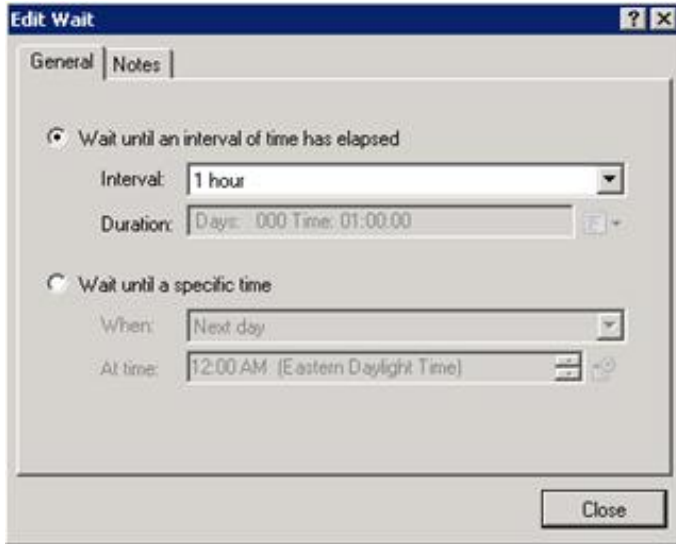 Edit Wait
General Notes
Wait until an interval of time has elapsed
Interval: 1 hour
Duration: Days: 000 Time: 01:00:00
Wait until a specific time
When: Next day
At time: 12:00 AM (Eastern Daylight Time)
Close